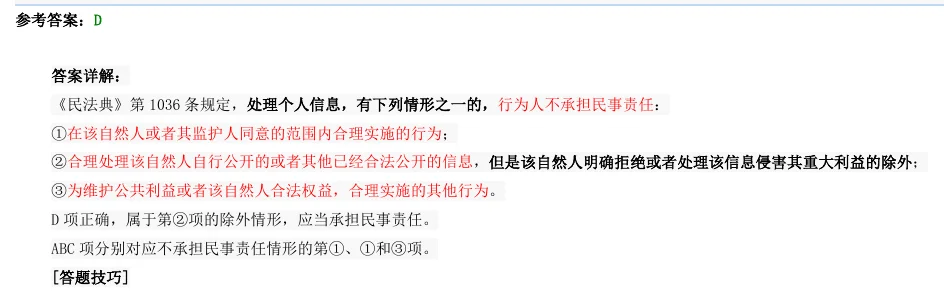 参考答案：D
答案详解：
《民法典》第 1036 条规定，处理个人信息，有下列情形之一的，行为人不承担民事责任：
①在该自然人或者其监护人同意的范围内合理实施的行为；
②合理处理该自然人自行公开的或者其他已经合法公开的信息，但是该自然人明确拒绝或者处理该信息侵害其重大利益的除外；
③为维护公共利益或者该自然人合法权益，合理实施的其他行为。
D 项正确，属于第②项的除外情形，应当承担民事责任。
ABC 项分别对应不承担民事责任情形的第①、①和③项。
[答题技巧]